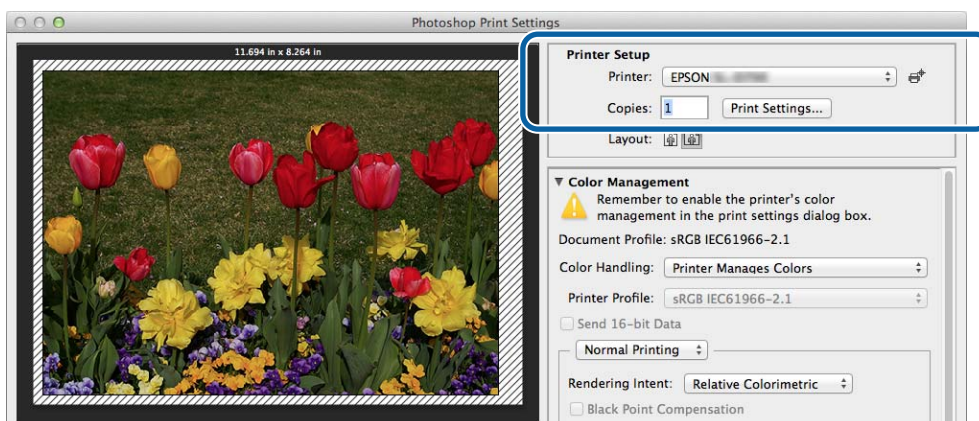 Photoshop Print Settings
11.694 in x 8.264 in
Printer Setup
Printer: EPSON
Copies: 1 Print Settings...
Layout:
Color Management
Remember to enable the printer's color
management in the print settings dialog box.
Document Profile: sRGB IEC61966-2.1
Color Handling: Printer Manages Colors
Printer Profile: sRGB IEC61966-2.1
Send 16-bit Data
Normal Printing
Rendering Intent: Relative Colorimetric
Black Point Compensation